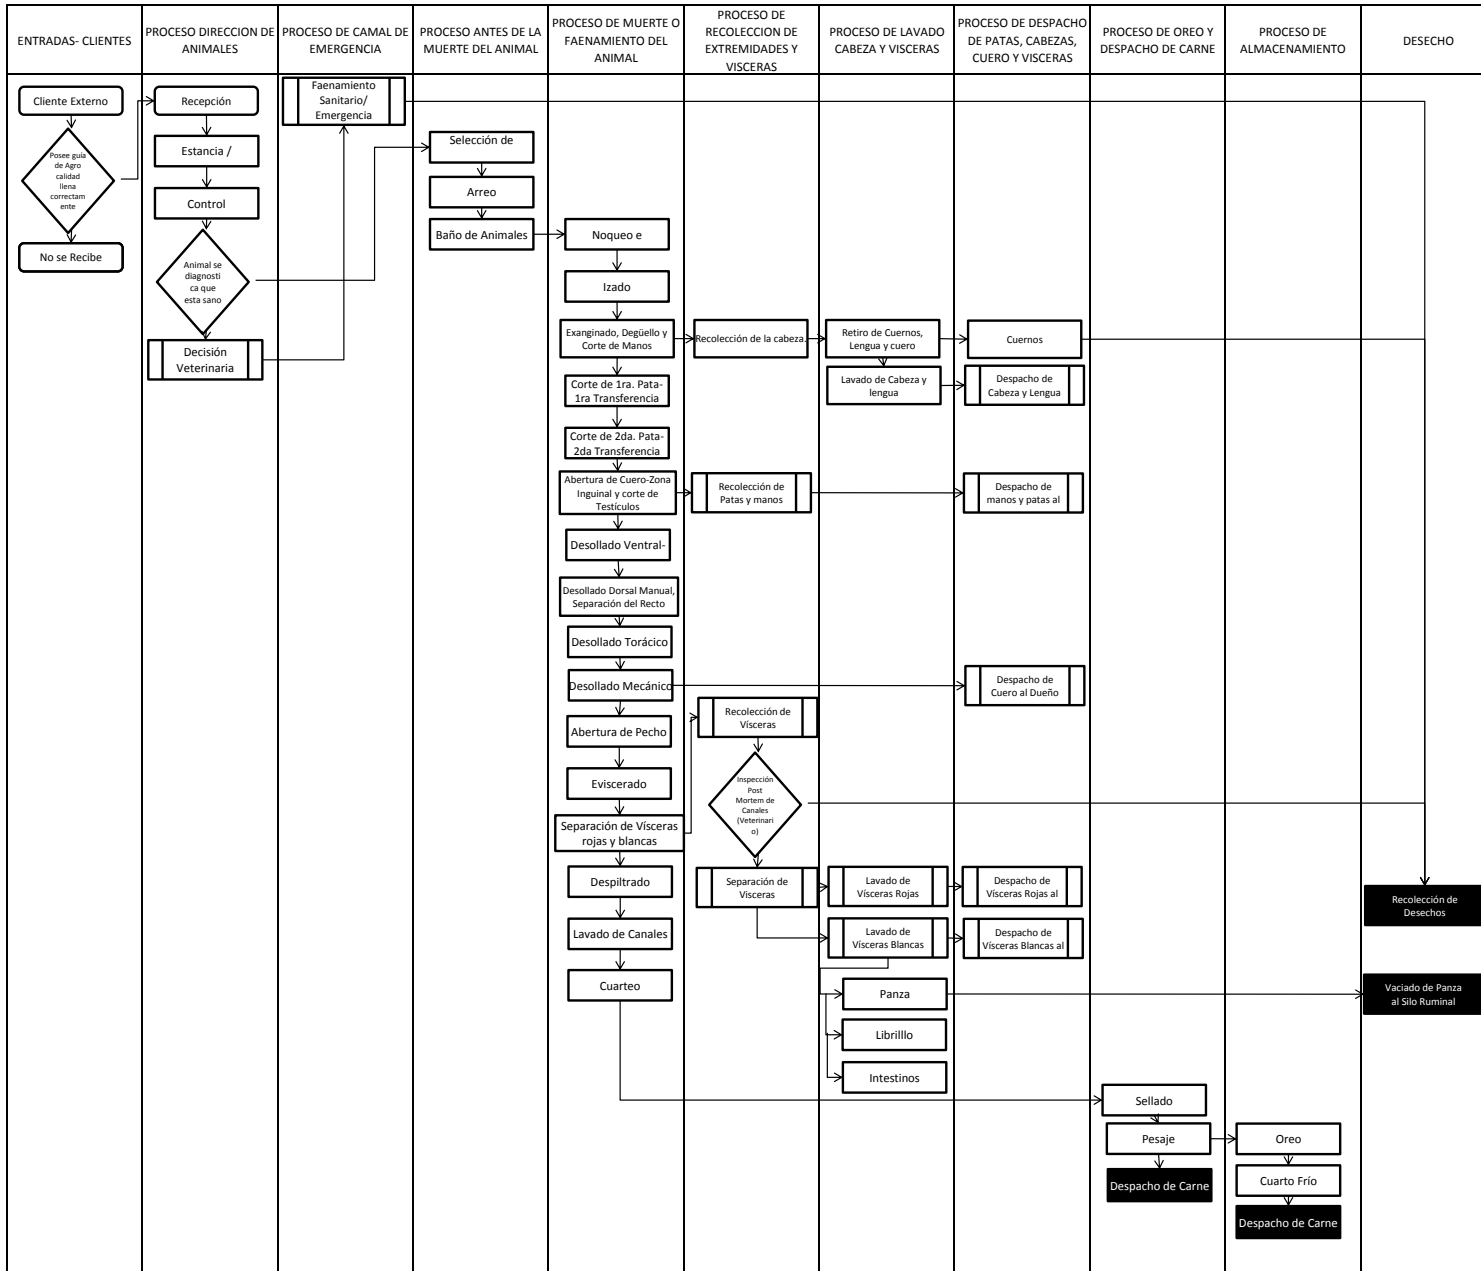 ENTRADAS- CLIENTES
PROCESO DIRECCION DE
ANIMALES
PROCESO DE CAMAL DE
EMERGENCIA
PROCESO ANTES DE LA
MUERTE DEL ANIMAL
PROCESO DE MUERTE O
FAENAMIENTO DEL
ANIMAL
PROCESO DE
RECOLECCION DE
EXTREMIDADES Y
VISCERAS
PROCESO DE LAVADO
CABEZA Y VISCERAS
PROCESO DE DESPACHO
DE PATAS, CABEZAS,
CUERO Y VISCERAS
PROCESO DE OREO Y
DESPACHO DE CARNE
PROCESO DE
ALMACENAMIENTO
DESECHO
Cliente Externo
Posee guia
de Agro
calidad
llena
correctam
ente
No se Recibe
Recepción
Estancia /
Control
Animal se
diagnosti
ca que
esta sano
Decisión
Veterinaria
Faenamiento
Sanitario/
Emergencia
Selección de
Arreo
Baño de Animales
Noqueo e
Izado
Exanginado, Degüello y
Corte de Manos
Corte de 1ra. Pata-
1ra Transferencia
Corte de 2da. Pata-
2da Transferencia
Abertura de Cuero-Zona
Inguinal y corte de
Testículos
Desollado Ventral-
Desollado Dorsal Manual,
Separación del Recto
Desollado Torácico
Desollado Mecánico
Abertura de Pecho
Eviscerado
Separación de Vísceras
rojas y blancas
Despiltrado
Lavado de Canales
Cuarteo
Recolección de la cabeza.
Recolección de
Patas y manos
Recolección de
Vísceras
Inspección
Post
Mortem de
Canales
(Veterinari
o)
Separación de
Visceras
Retiro de Cuernos,
Lengua y cuero
Lavado de Cabeza y
lengua
Lavado de
Vísceras Rojas
Lavado de
Vísceras Blancas
Panza
Librilllo
Intestinos
Cuernos
Despacho de
Cabeza y Lengua
Despacho de
manos y patas al
Despacho de
Cuero al Dueño
Despacho de
Vísceras Rojas al
Despacho de
Vísceras Blancas al
Sellado
Pesaje
Despacho de Carne
Oreo
Cuarto Frío
Despacho de Carne
Recolección de
Desechos
Vaciado de Panza
al Silo Ruminal